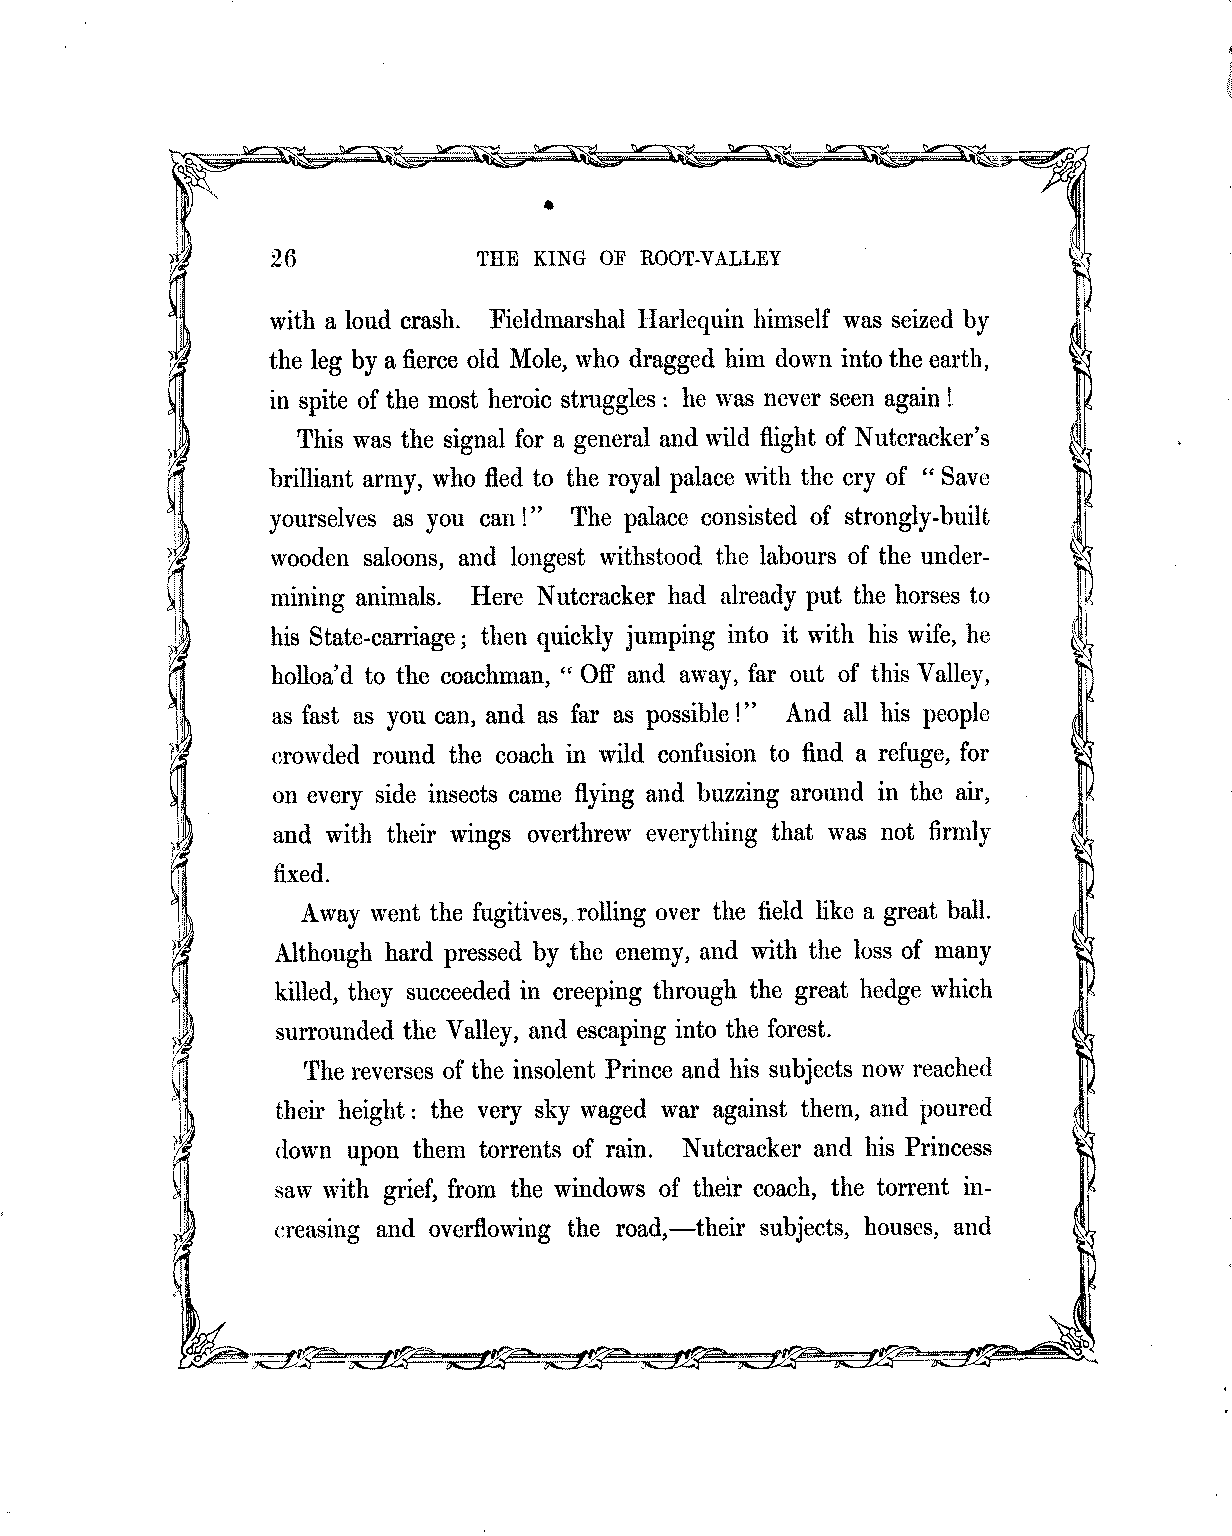 26 THE KING OF ROOT-VALLEY
with a loud crash. Fieldmarshal Harlequin himself was seized by
the leg by a fierce old Mole, who dragged him down into the earth,
in spite of the most heroic struggles : he was never seen again !
This was the signal for a general and wild flight of Nutcracker's
brilliant army, who fled to the royal palace with the cry of " Save
yourselves as you can !" The palace consisted of strongly-built
wooden saloons, and longest withstood the labours of the under-
mining animals. Here Nutcracker had already put the horses to
his State-carriage ; then quickly jumping into it with his wife, he
holloa'd to the coachman, " Off and away, far out of this Valley,
as fast as you can, and as far as possible !" And all his people
crowded round the coach in wild confusion to find a refuge, for
on every side insects came flying and buzzing around in the air,
and with their wings overthrew everything that was not firmly
fixed.
Away went the fugitives, rolling over the field like a great ball.
Although hard pressed by the enemy, and with the loss of many
killed, they succeeded in creeping through the great hedge which
surrounded the Valley, and escaping into the forest.
The reverses of the insolent Prince and his subjects now reached
their height : the very sky waged war against them, and poured
down upon them torrents of rain. Nutcracker and his Princess
saw with grief, from the windows of their coach, the torrent in-
creasing and overflowing the road,—their subjects, houses, and